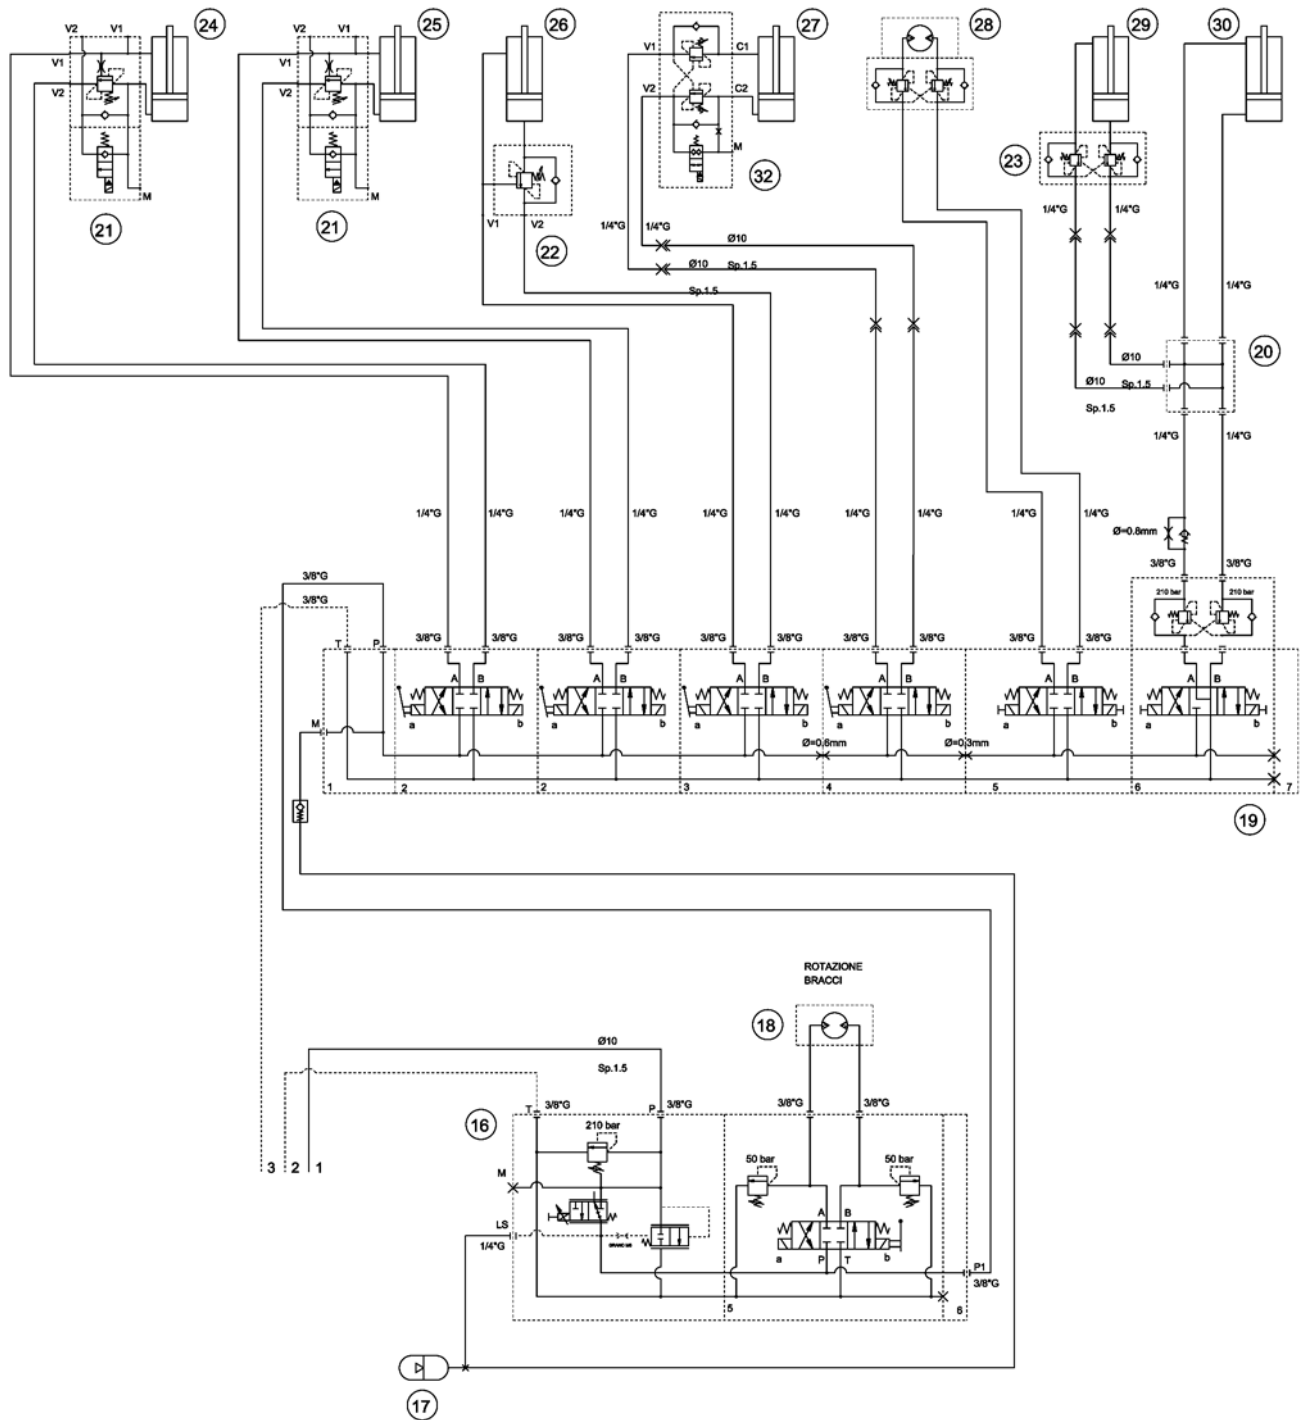 24
25
26
27
28
29
30
V2 V1
V2 V1
V1
V2
V1
V2
V1 C1
V2 C2
M
M
M
21
21
V1 V2
22
32
23
1/4"G 1/4"G
1/4"G 1/4"G
Ø10
Ø10 Sp.1.5
Sp.1.5
1/4"G 1/4"G
20
Ø10
Ø10 Sp.1.5
Sp.1.5
1/4"G 1/4"G
1/4"G 1/4"G 1/4"G 1/4"G 1/4"G 1/4"G 1/4"G 1/4"G 1/4"G 1/4"G
Ø=0.8mm
3/8"G 3/8"G
3/8"G
3/8"G
210 bar 210 bar
3/8"G 3/8"G 3/8"G 3/8"G 3/8"G 3/8"G 3/8"G 3/8"G 3/8"G 3/8"G
T P
A B A B A B A B A B A B
a b a b a b a b a b a b
M
Ø=0.6mm Ø=0.3mm
1 2 2 3 4 5 6 7
19
ROTAZIONE
BRACCI
18
Ø10
Sp.1.5
16
T 3/8"G P 3/8"G 3/8"G 3/8"G
210 bar
50 bar 50 bar
3 2 1
M
A B
LS
1/4"G
a P T b
P1
3/8"G
5 6
17